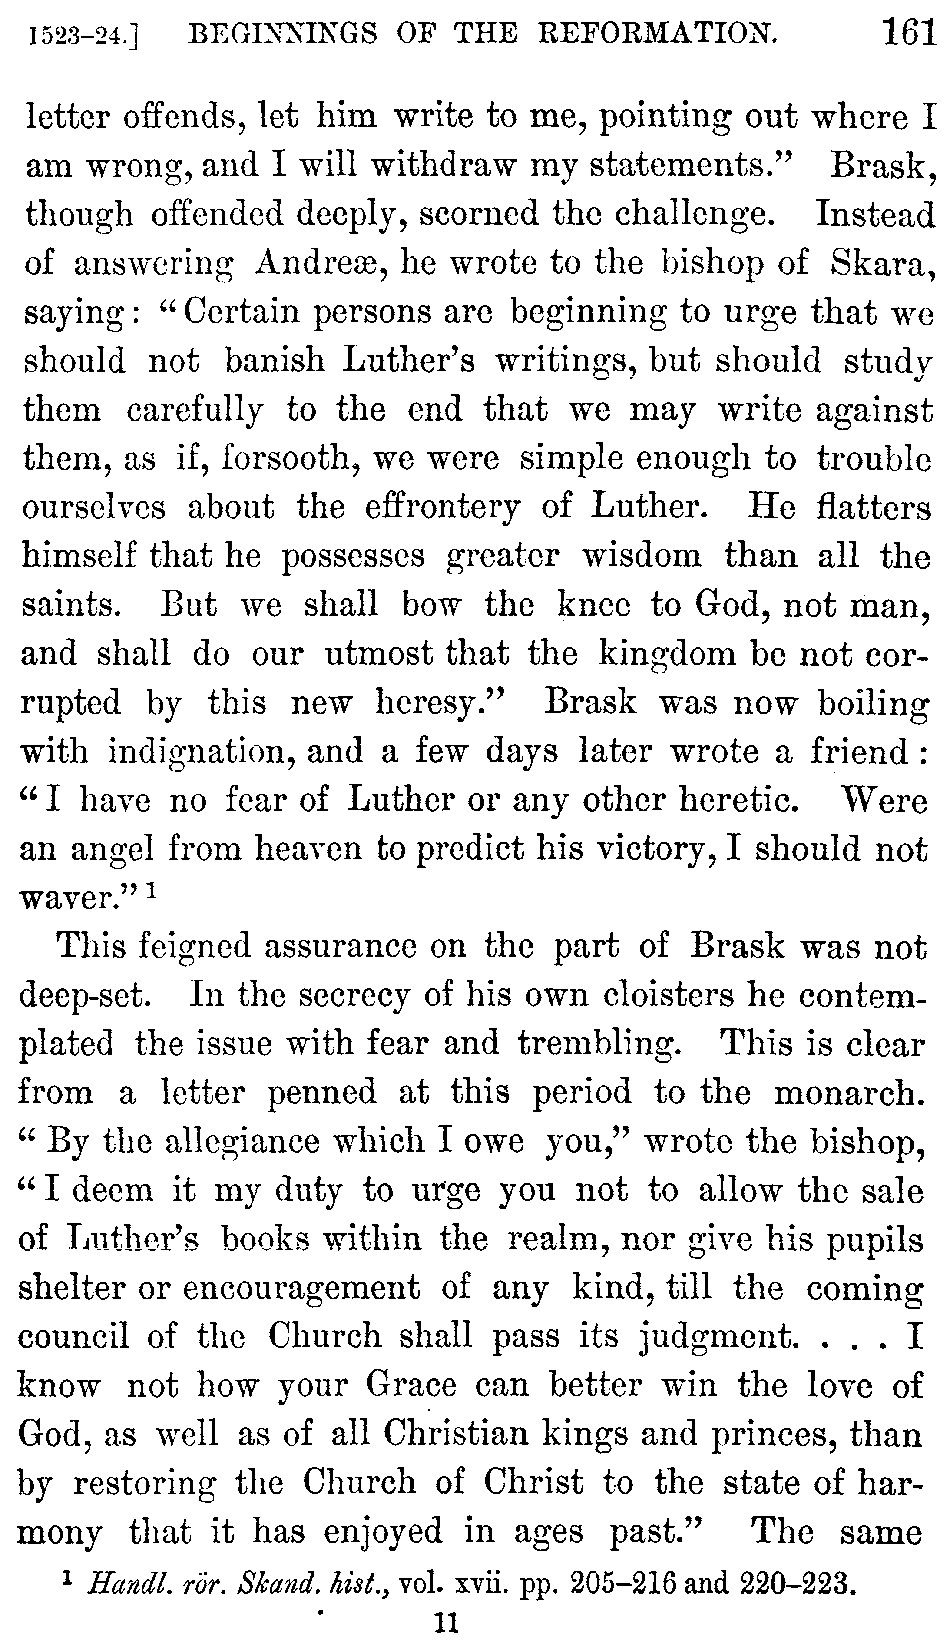 1523–24.] BEGINNINGS OF THE REFORMATION. 161
letter offends, let him write to me, pointing out where I
am wrong, and I will withdraw my statements.” Brask,
though offended deeply, scorned the challenge. Instead
of answering Andreæ, he wrote to the bishop of Skara,
saying: “Certain persons are beginning to urge that we
should not banish Luther’s writings, but should study
them carefully to the end that we may write against
them, as if, forsooth, we were simple enough to trouble
ourselves about the effrontery of Luther. He flatters
himself that he possesses greater wisdom than all the
saints. But we shall bow the knee to God, not man,
and shall do our utmost that the kingdom be not cor-
rupted by this new heresy.” Brask was now boiling
with indignation, and a few days later wrote a friend:
“I have no fear of Luther or any other heretic. Were
an angel from heaven to predict his victory, I should not
waver.” 1
This feigned assurance on the part of Brask was not
deep-set. In the secrecy of his own cloisters he contem-
plated the issue with fear and trembling. This is clear
from a letter penned at this period to the monarch.
“By the allegiance which I owe you,” wrote the bishop,
“I deem it my duty to urge you not to allow the sale
of Luther’s books within the realm, nor give his pupils
shelter or encouragement of any kind, till the coming
council of the Church shall pass its judgment. . . . I
know not how your Grace can better win the love of
God, as well as of all Christian kings and princes, than
by restoring the Church of Christ to the state of har-
mony that it has enjoyed in ages past.” The same
1 Handl. rör. Skand. hist., vol. xvii. pp. 205–216 and 220–223.
11